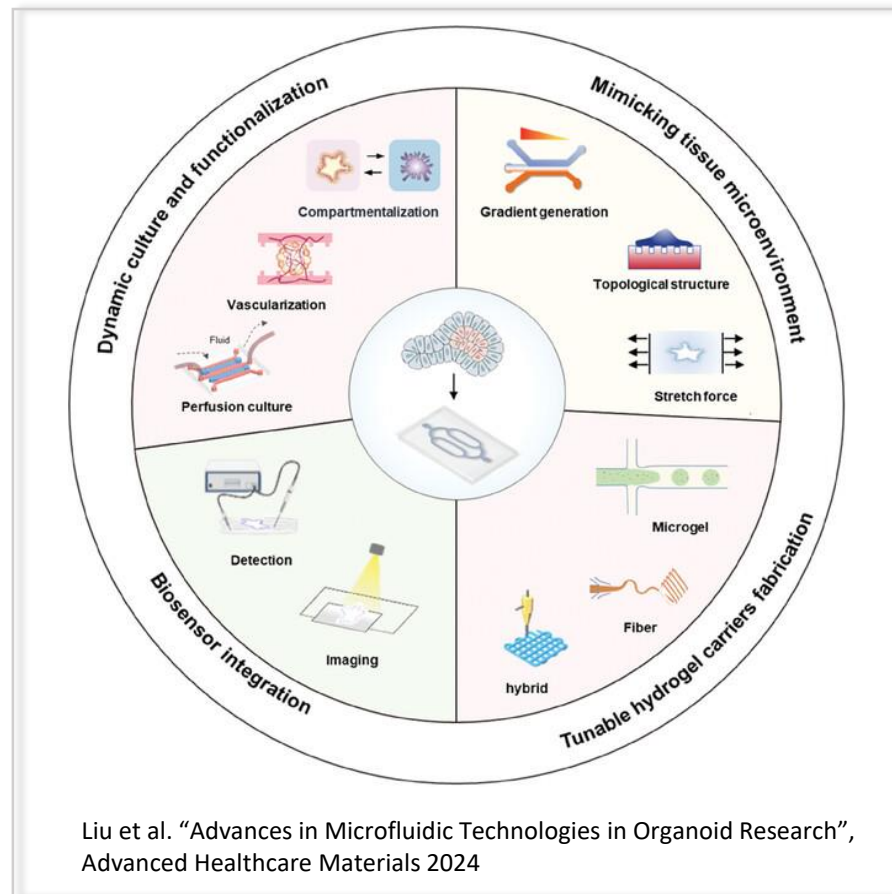 Dynamic culture and functionalization
Mimicking tissue microenvironment
Compartmentalization
Vascularization
Fluid
Perfusion culture
Gradient generation
Topological structure
Stretch force
Detection
Imaging
Biosensor integration
Microgel
Fiber
hybrid
Tunable hydrogel carriers fabrication
Liu et al. “Advances in Microfluidic Technologies in Organoid Research”,
Advanced Healthcare Materials 2024